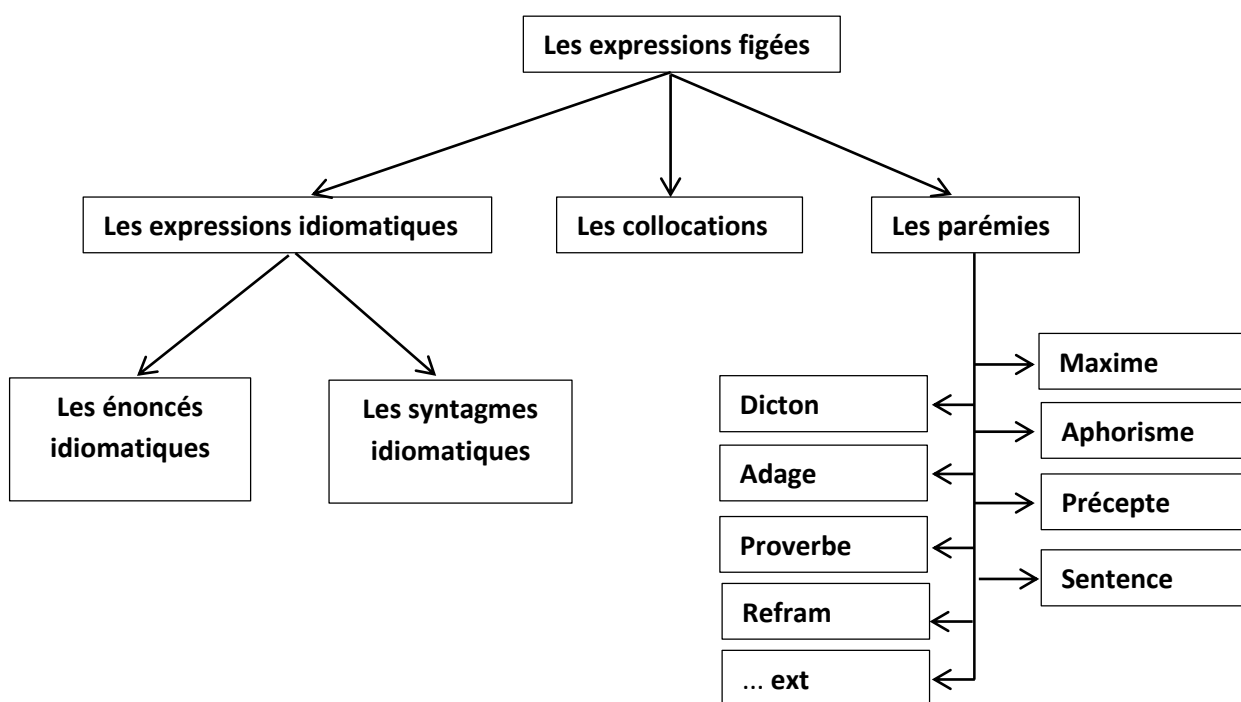 Les expressions figées
Les expressions idiomatiques
Les collocations
Les parémies
Les énoncés
idiomatiques
Les syntagmes
idiomatiques
Dicton
Adage
Proverbe
Refram
... ext
Maxime
Aphorisme
Précepte
Sentence